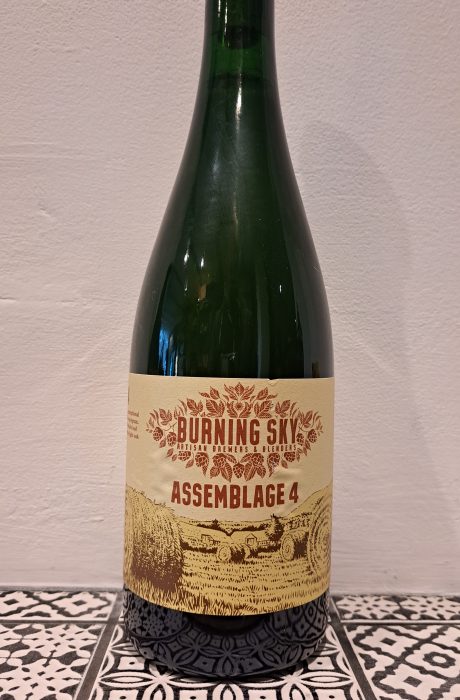 BURNING SKY
ARTISAN BREWERS & BLENDERS
ASSEMBLAGE 4